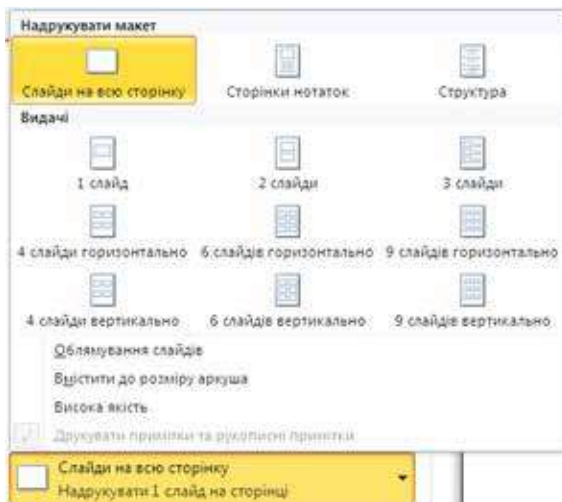 Надрукувати макет
Слайди на всю сторінку Сторінки нотаток Структура
Видачі
1 слайд 2 слайди 3 слайди
4 слайди горизонтально 6 слайдів горизонтально 9 слайдів горизонтально
4 слайди вертикально 6 слайдів вертикально 9 слайдів вертикально
Облямування слайдів
Вмістити до розміру аркуша
Висока якість
Друкувати примітки та рукописні примітки
Слайди на всю сторінку
Надрукувати 1 слайд на сторінці